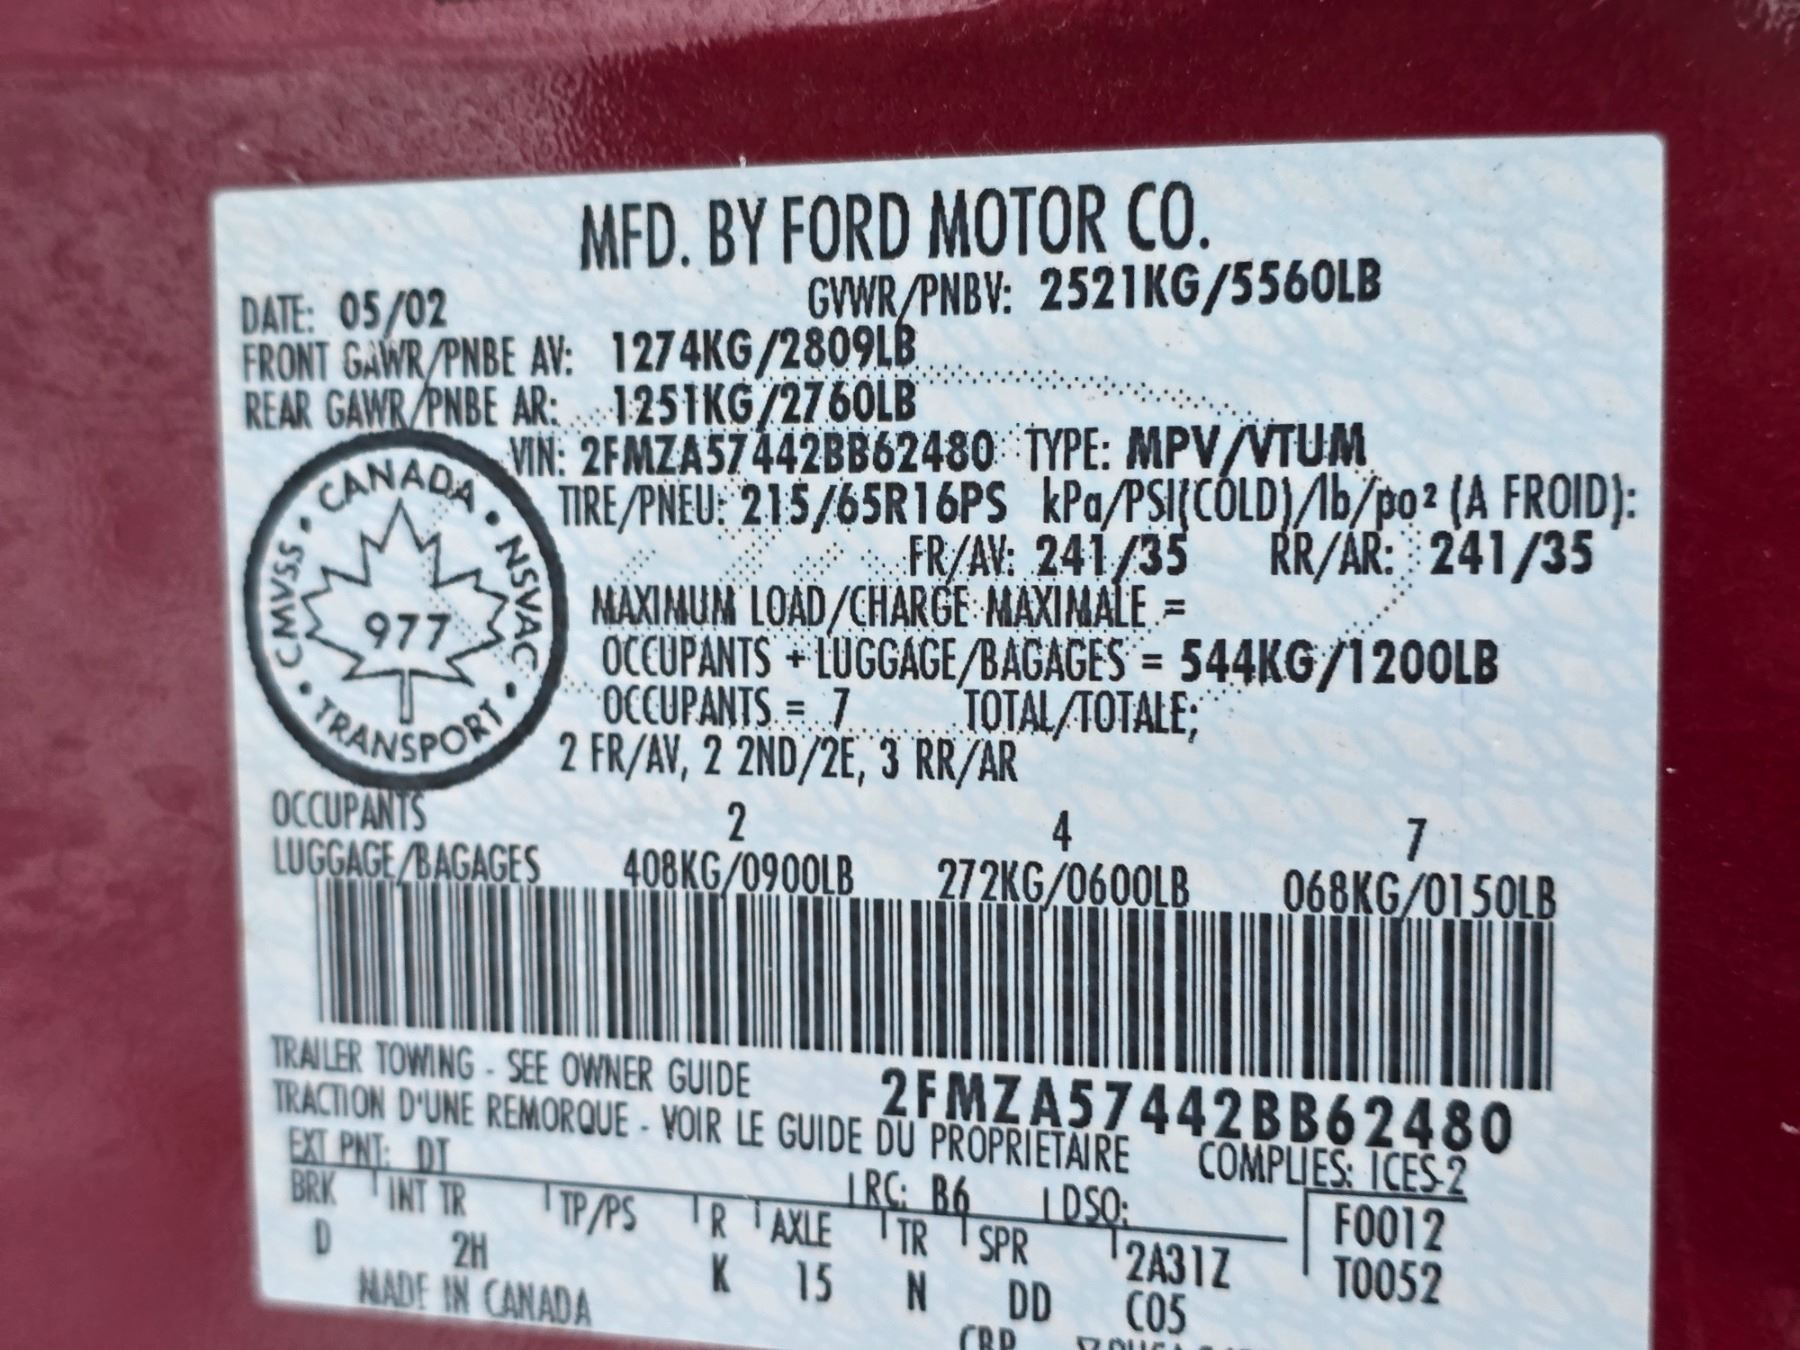 MFD. BY FORD MOTOR CO.
DATE: 05/02 GVWR/PNBV: 2521KG/5560LB
FRONT GAWR/PNBE AV: 1274KG/2809LB
REAR GAWR/PNBE AR: 1251KG/2760LB
VIN: 2FMZA57442BB62480 TYPE: MPV/VTUM
TIRE/PNEU: 215/65R16PS kPa/PSI(COLD)/lb/po² (A FROID):
FR/AV: 241/35 RR/AR: 241/35
MAXIMUM LOAD/CHARGE MAXIMALE =
OCCUPANTS + LUGGAGE/BAGAGES = 544KG/1200LB
OCCUPANTS = 7 TOTAL/TOTALE;
2 FR/AV, 2 2ND/2E, 3 RR/AR
CANADA • NSVAC • TRANSPORT • CMVSS •
977
OCCUPANTS 2 4 7
LUGGAGE/BAGAGES 408KG/0900LB 272KG/0600LB 068KG/0150LB
TRAILER TOWING - SEE OWNER GUIDE
2FMZA57442BB62480
TRACTION D'UNE REMORQUE - VOIR LE GUIDE DU PROPRIETAIRE
COMPLIES: ICES-2
EXT PNT: DT RC: B6 DSO:
F0012
BRK INT TR TP/PS R AXLE TR SPR
T0052
D 2H K 15 N DD
2A31Z
C05
MADE IN CANADA